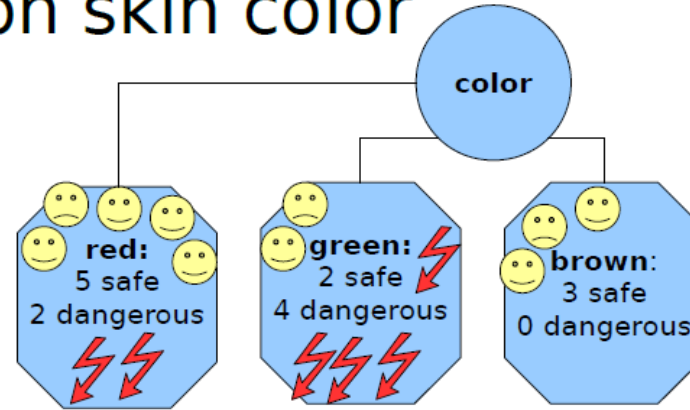 on skin color
color
red:
5 safe
2 dangerous
green:
2 safe
4 dangerous
brown:
3 safe
0 dangerous